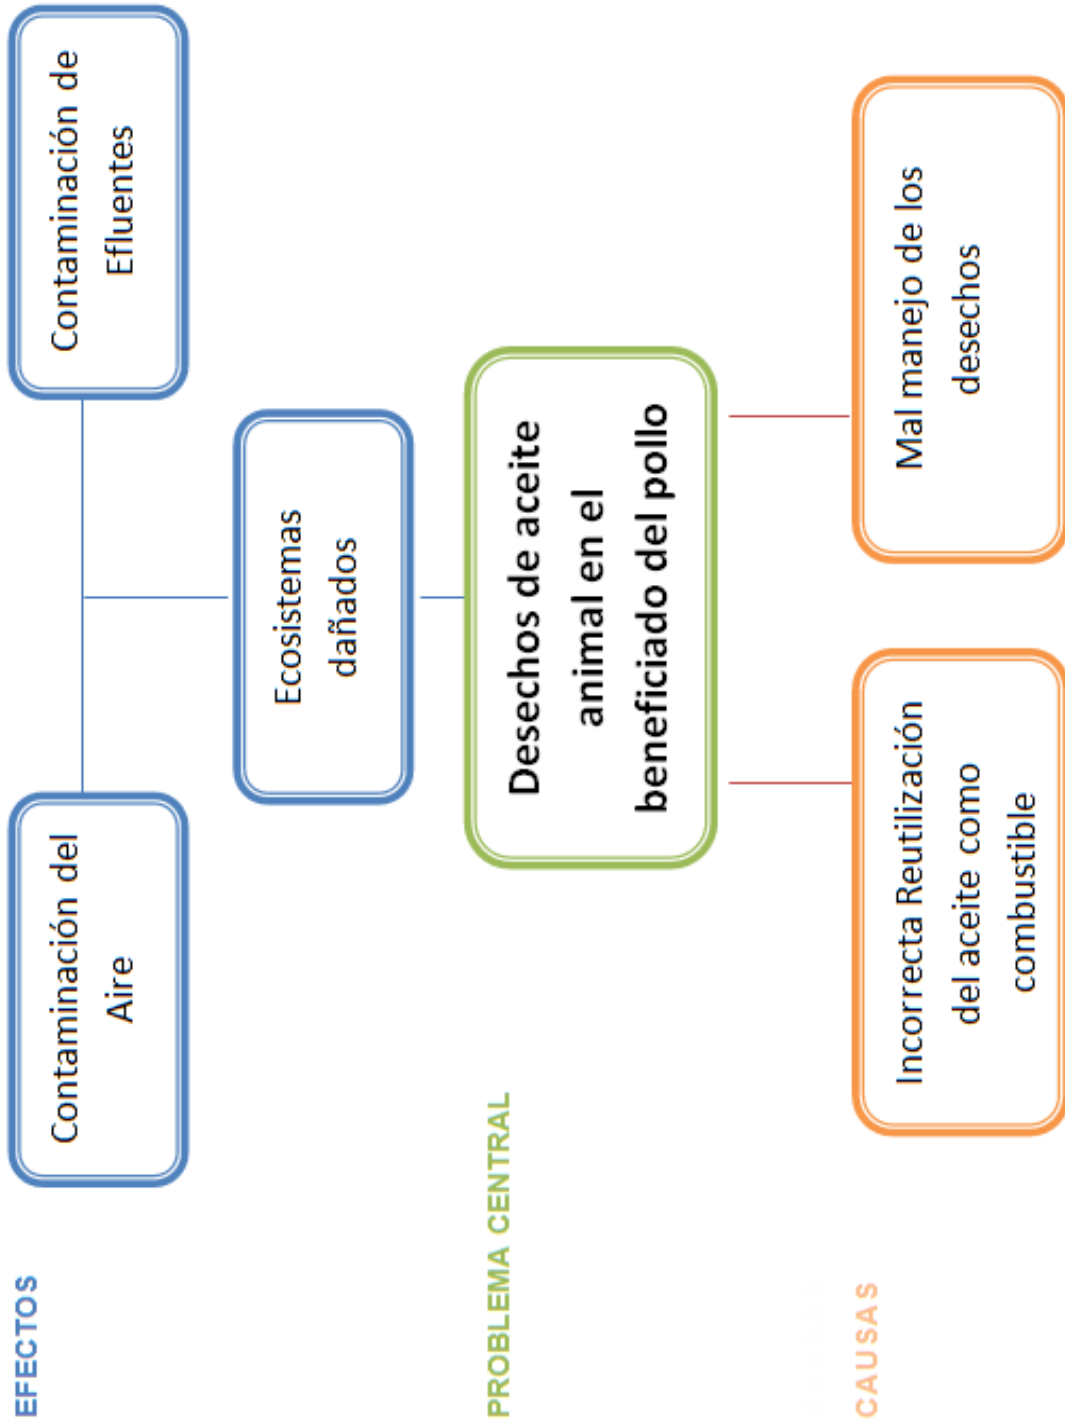 EFECTOS
Contaminación del
Aire
Contaminación de
Efluentes
Ecosistemas
dañados
PROBLEMA CENTRAL
Desechos de aceite
animal en el
beneficiado del pollo
CAUSAS
Incorrecta Reutilización
del aceite como
combustible
Mal manejo de los
desechos